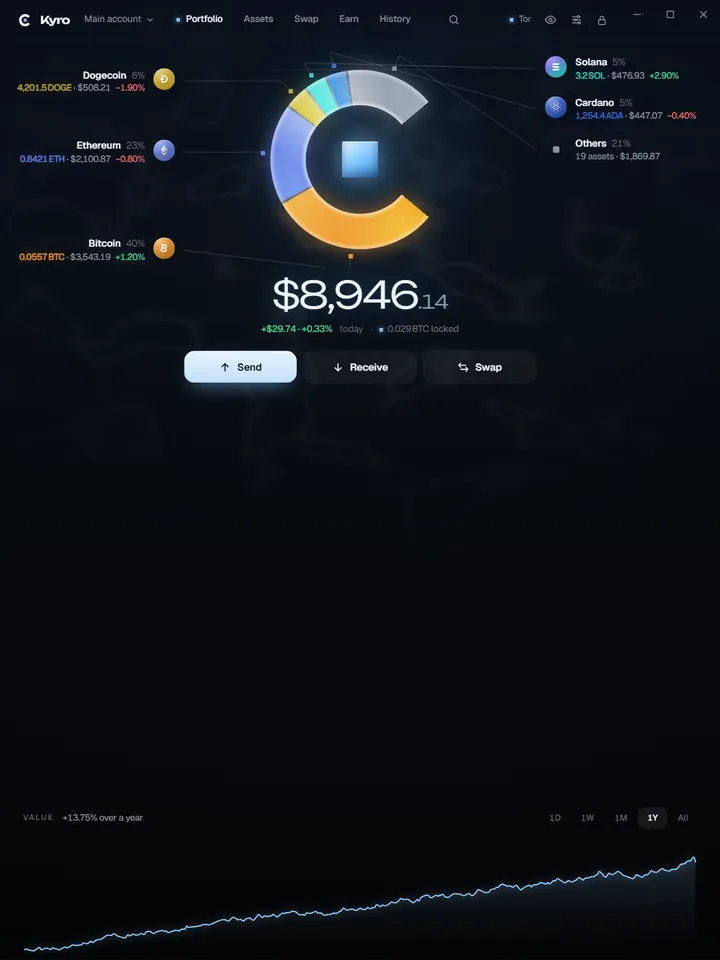 Kyro Main account Portfolio Assets Swap Earn History Tor
Dogecoin 6%
4,201.5 DOGE · $508.21 −1.90%
Ethereum 23%
0.8421 ETH · $2,100.87 −0.80%
Bitcoin 40%
0.0557 BTC · $3,543.19 +1.20%
Solana 5%
3.2 SOL · $476.93 +2.90%
Cardano 5%
1,254.4 ADA · $447.07 −0.40%
Others 21%
19 assets · $1,869.87
$8,946.14
+$29.74 · +0.33% today · 0.029 BTC locked
Send Receive Swap
VALUE +13.75% over a year 1D 1W 1M 1Y All